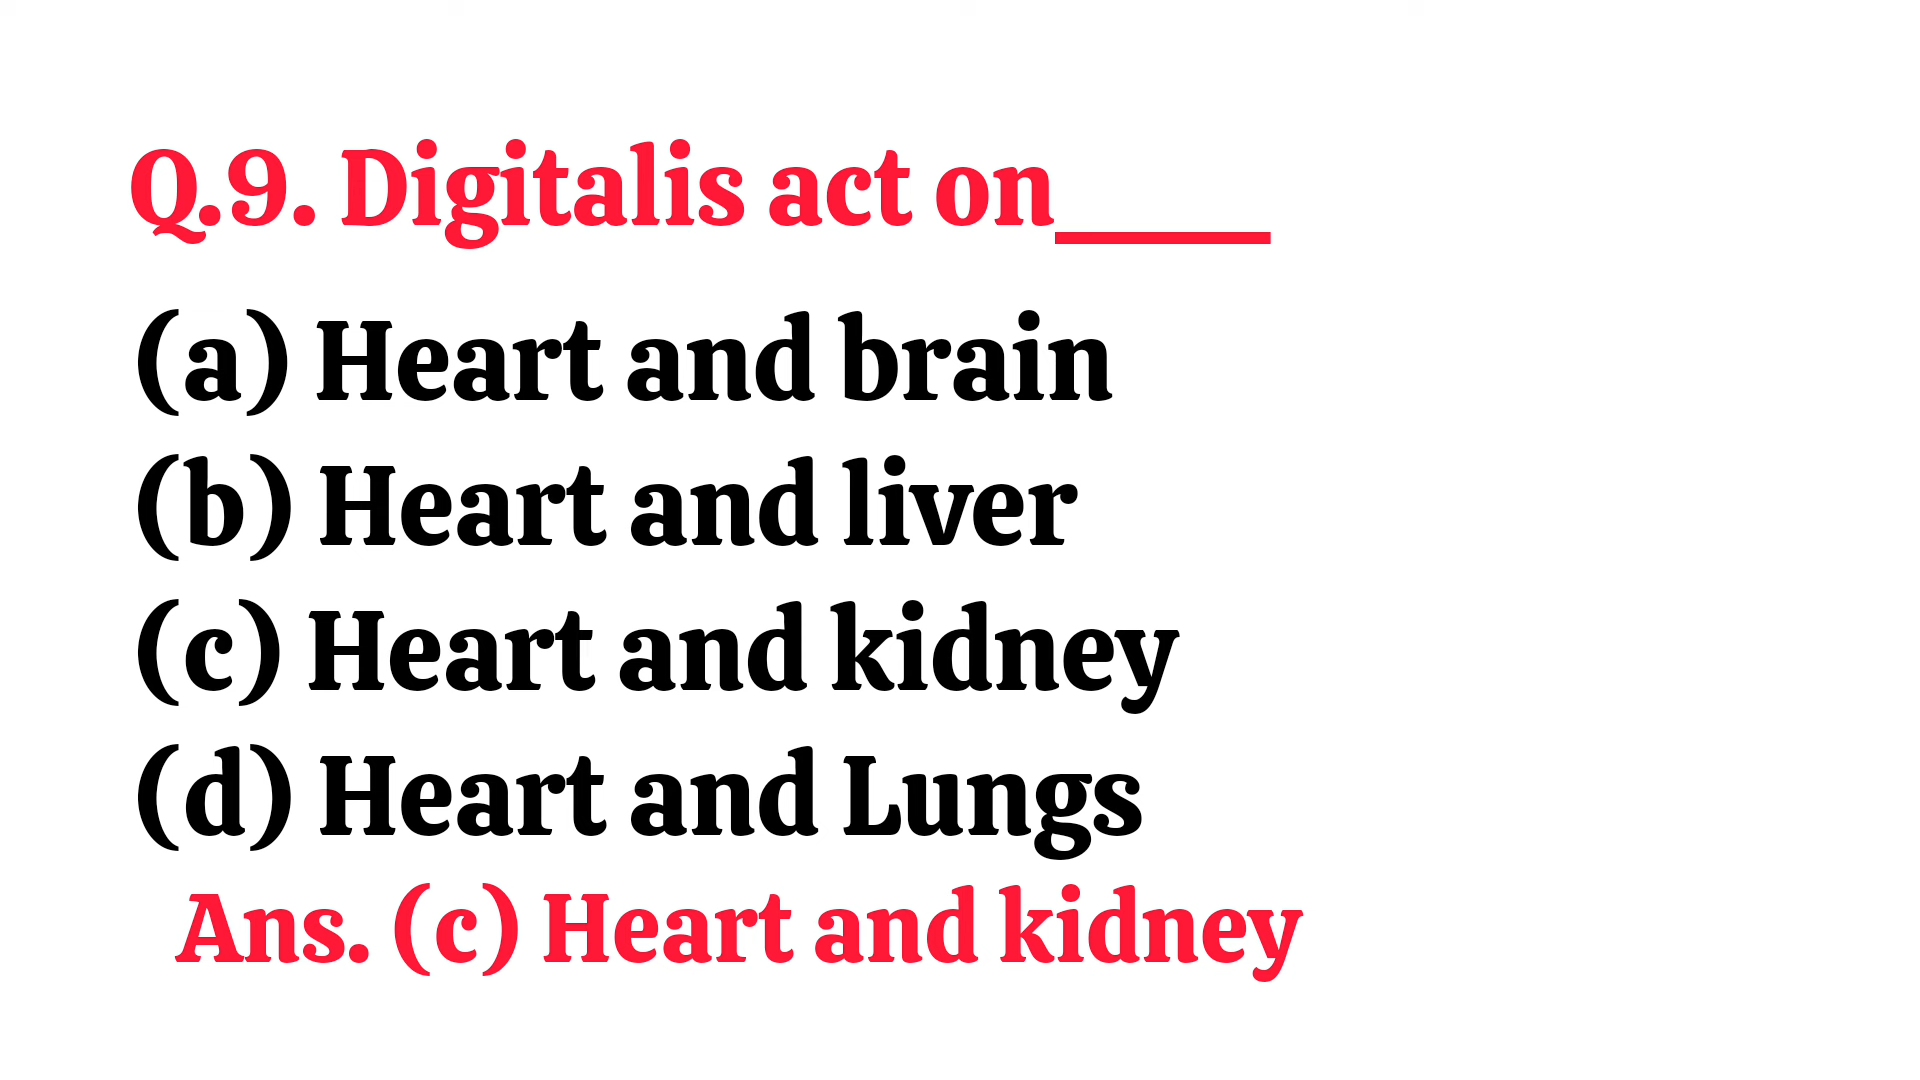 Q.9. Digitalis act on____
(a) Heart and brain
(b) Heart and liver
(c) Heart and kidney
(d) Heart and Lungs
Ans. (c) Heart and kidney